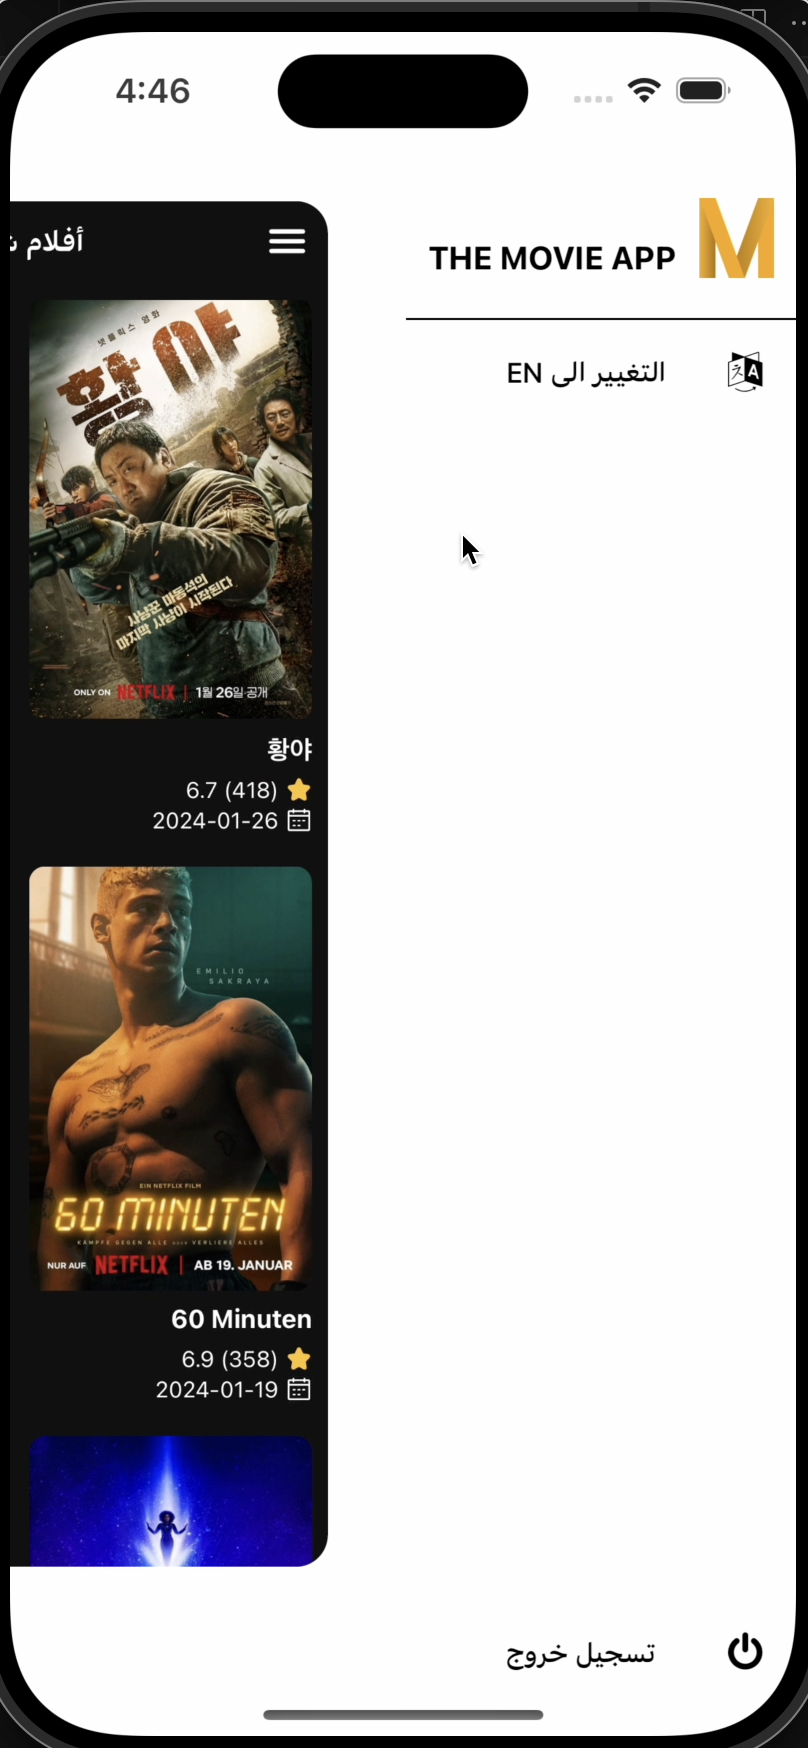 4:46
M
THE MOVIE APP
التغيير الى EN
أفلام
넷플릭스 영화
황야
사냥꾼 마동석의
마지막 사냥이 시작된다
ONLY ON NETFLIX | 1월 26일 공개
황야
6.7 (418)
2024-01-26
EMILIO
SAKRAYA
EIN NETFLIX FILM
60 MINUTEN
KÄMPFE GEGEN ALLE ODER VERLIERE ALLES
NUR AUF NETFLIX | AB 19. JANUAR
60 Minuten
6.9 (358)
2024-01-19
تسجيل خروج